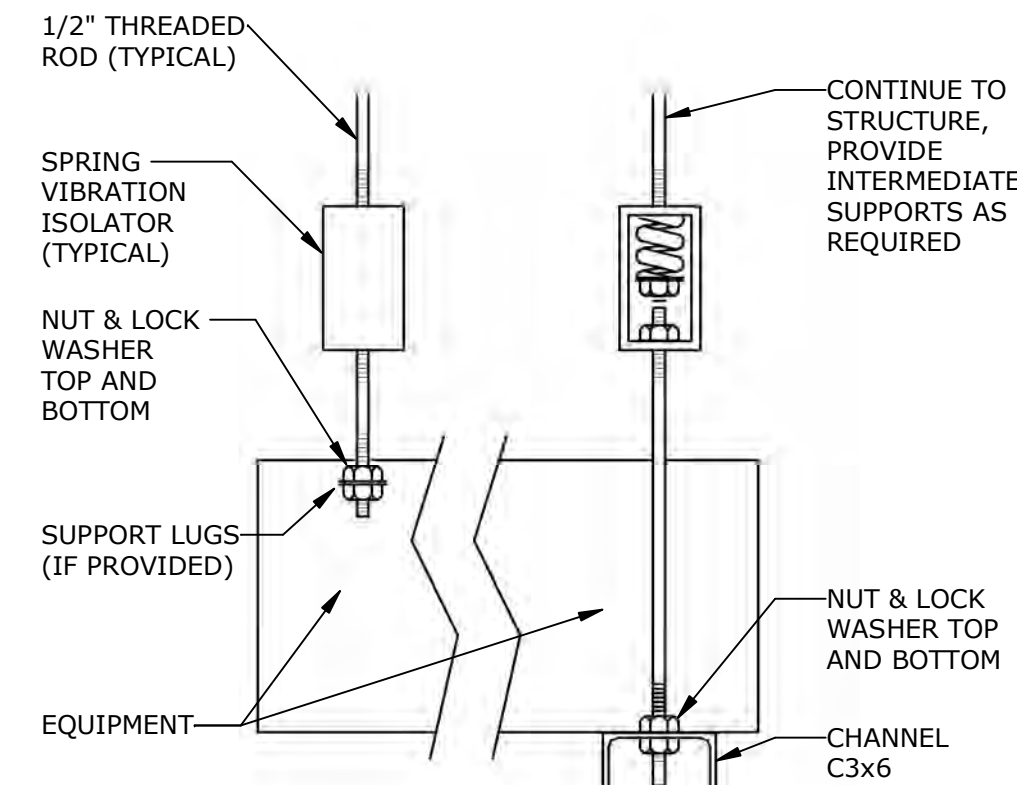 1/2" THREADED
ROD (TYPICAL)
SPRING
VIBRATION
ISOLATOR
(TYPICAL)
NUT & LOCK
WASHER
TOP AND
BOTTOM
SUPPORT LUGS
(IF PROVIDED)
EQUIPMENT
CONTINUE TO
STRUCTURE,
PROVIDE
INTERMEDIATE
SUPPORTS AS
REQUIRED
NUT & LOCK
WASHER TOP
AND BOTTOM
CHANNEL
C3x6